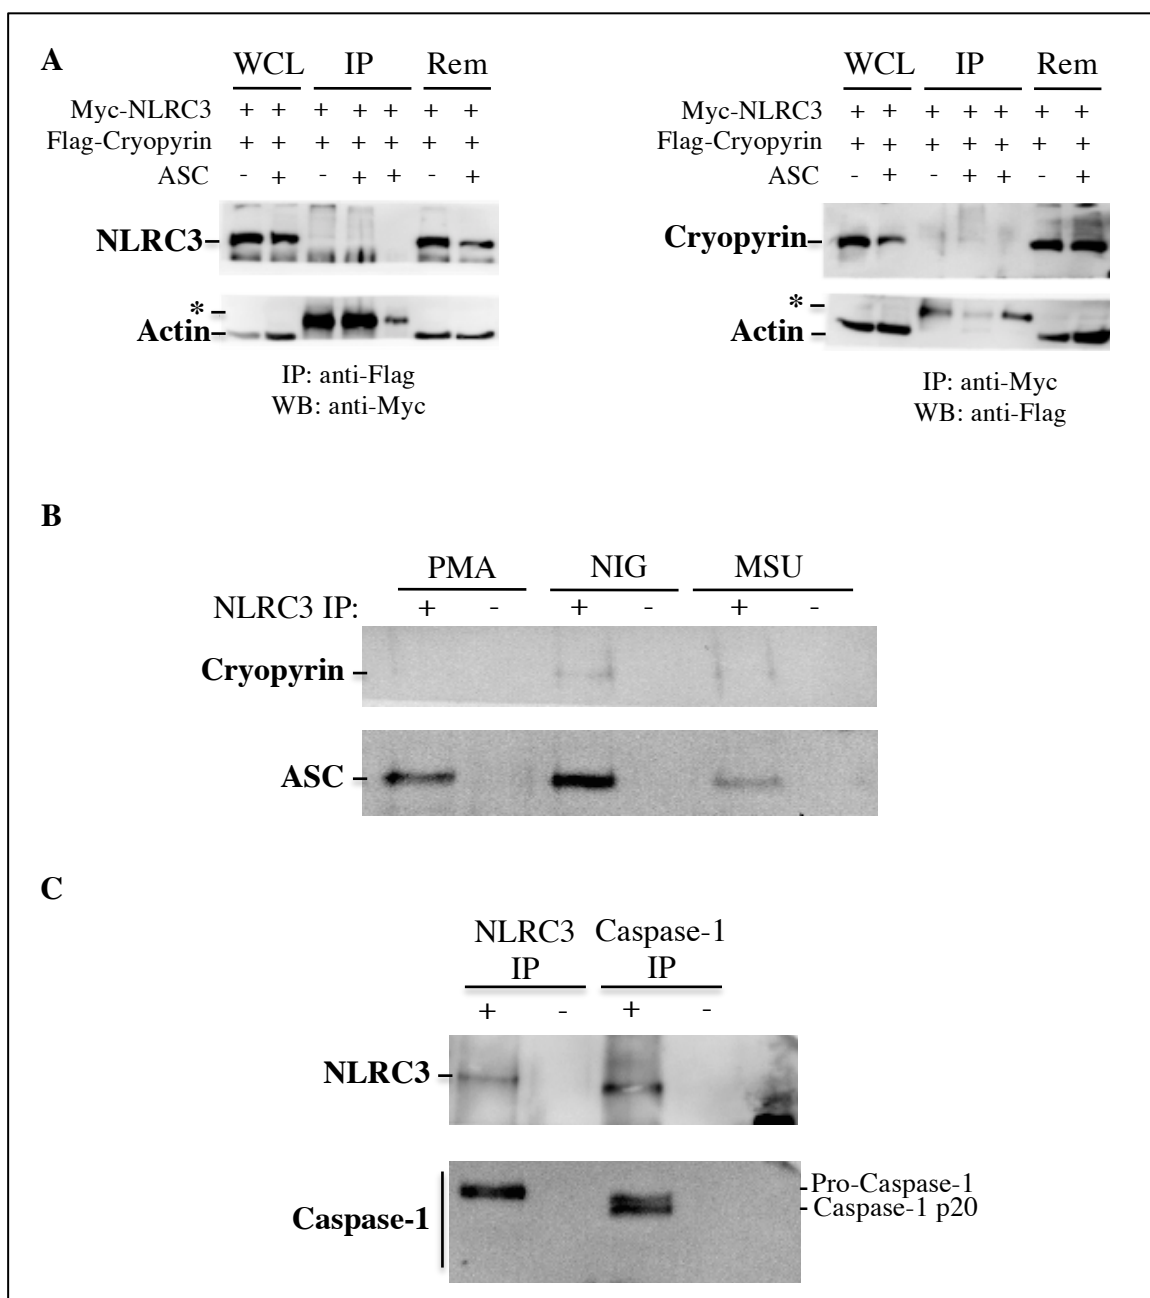 A
WCL IP Rem
Myc-NLRC3 + + + + + + +
Flag-Cryopyrin + + + + + + +
ASC - + - + + - +
NLRC3
*
Actin
IP: anti-Flag
WB: anti-Myc
WCL IP Rem
Myc-NLRC3 + + + + + + +
Flag-Cryopyrin + + + + + + +
ASC - + - + + - +
Cryopyrin
*
Actin
IP: anti-Myc
WB: anti-Flag
B
PMA NIG MSU
NLRC3 IP: + - + - + -
Cryopyrin
ASC
C
NLRC3 Caspase-1
IP IP
+ - + -
NLRC3
Caspase-1
Pro-Caspase-1
Caspase-1 p20